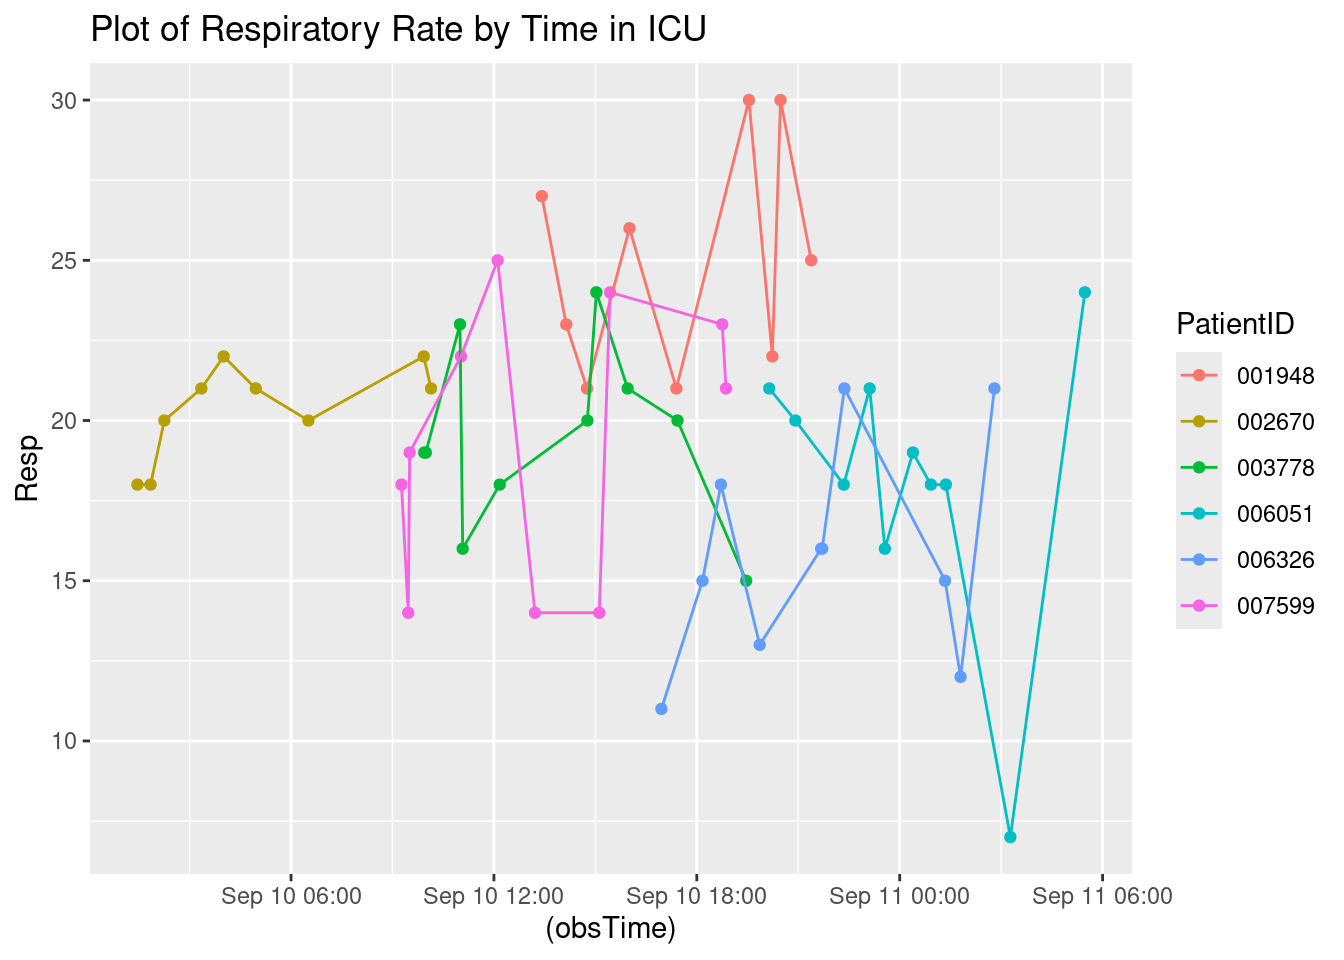 Plot of Respiratory Rate by Time in ICU
30
25
20
15
10
Resp
Sep 10 06:00
Sep 10 12:00
Sep 10 18:00
Sep 11 00:00
Sep 11 06:00
(obsTime)
PatientID
001948
002670
003778
006051
006326
007599